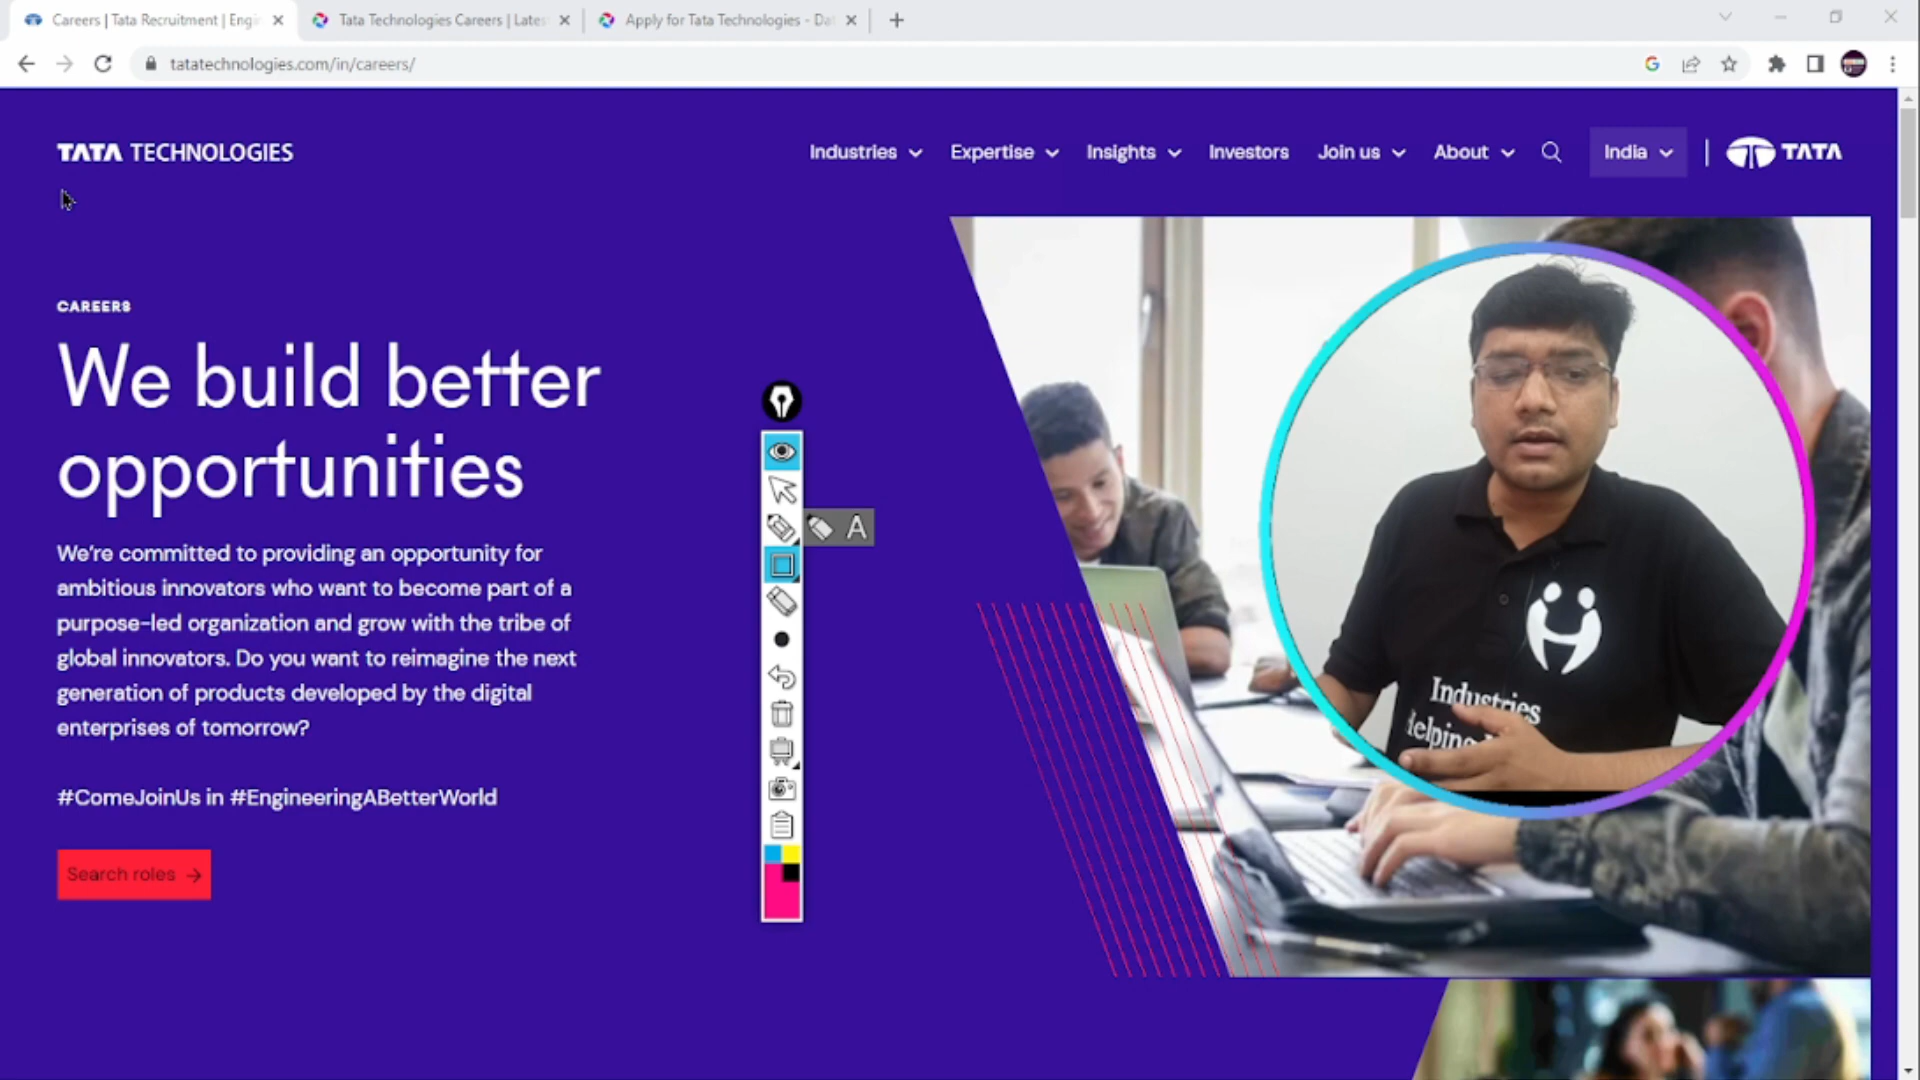 Careers | Tata Recruitment | Engi
Tata Technologies Careers | Lates
Apply for Tata Technologies - Da
tatatechnologies.com/in/careers/
TATA TECHNOLOGIES
Industries
Expertise
Insights
Investors
Join us
About
India
TATA
CAREERS
We build better
opportunities
We're committed to providing an opportunity for
ambitious innovators who want to become part of a
purpose-led organization and grow with the tribe of
global innovators. Do you want to reimagine the next
generation of products developed by the digital
enterprises of tomorrow?
#ComeJoinUs in #EngineeringABetterWorld
Search roles
A
Industries
Helping